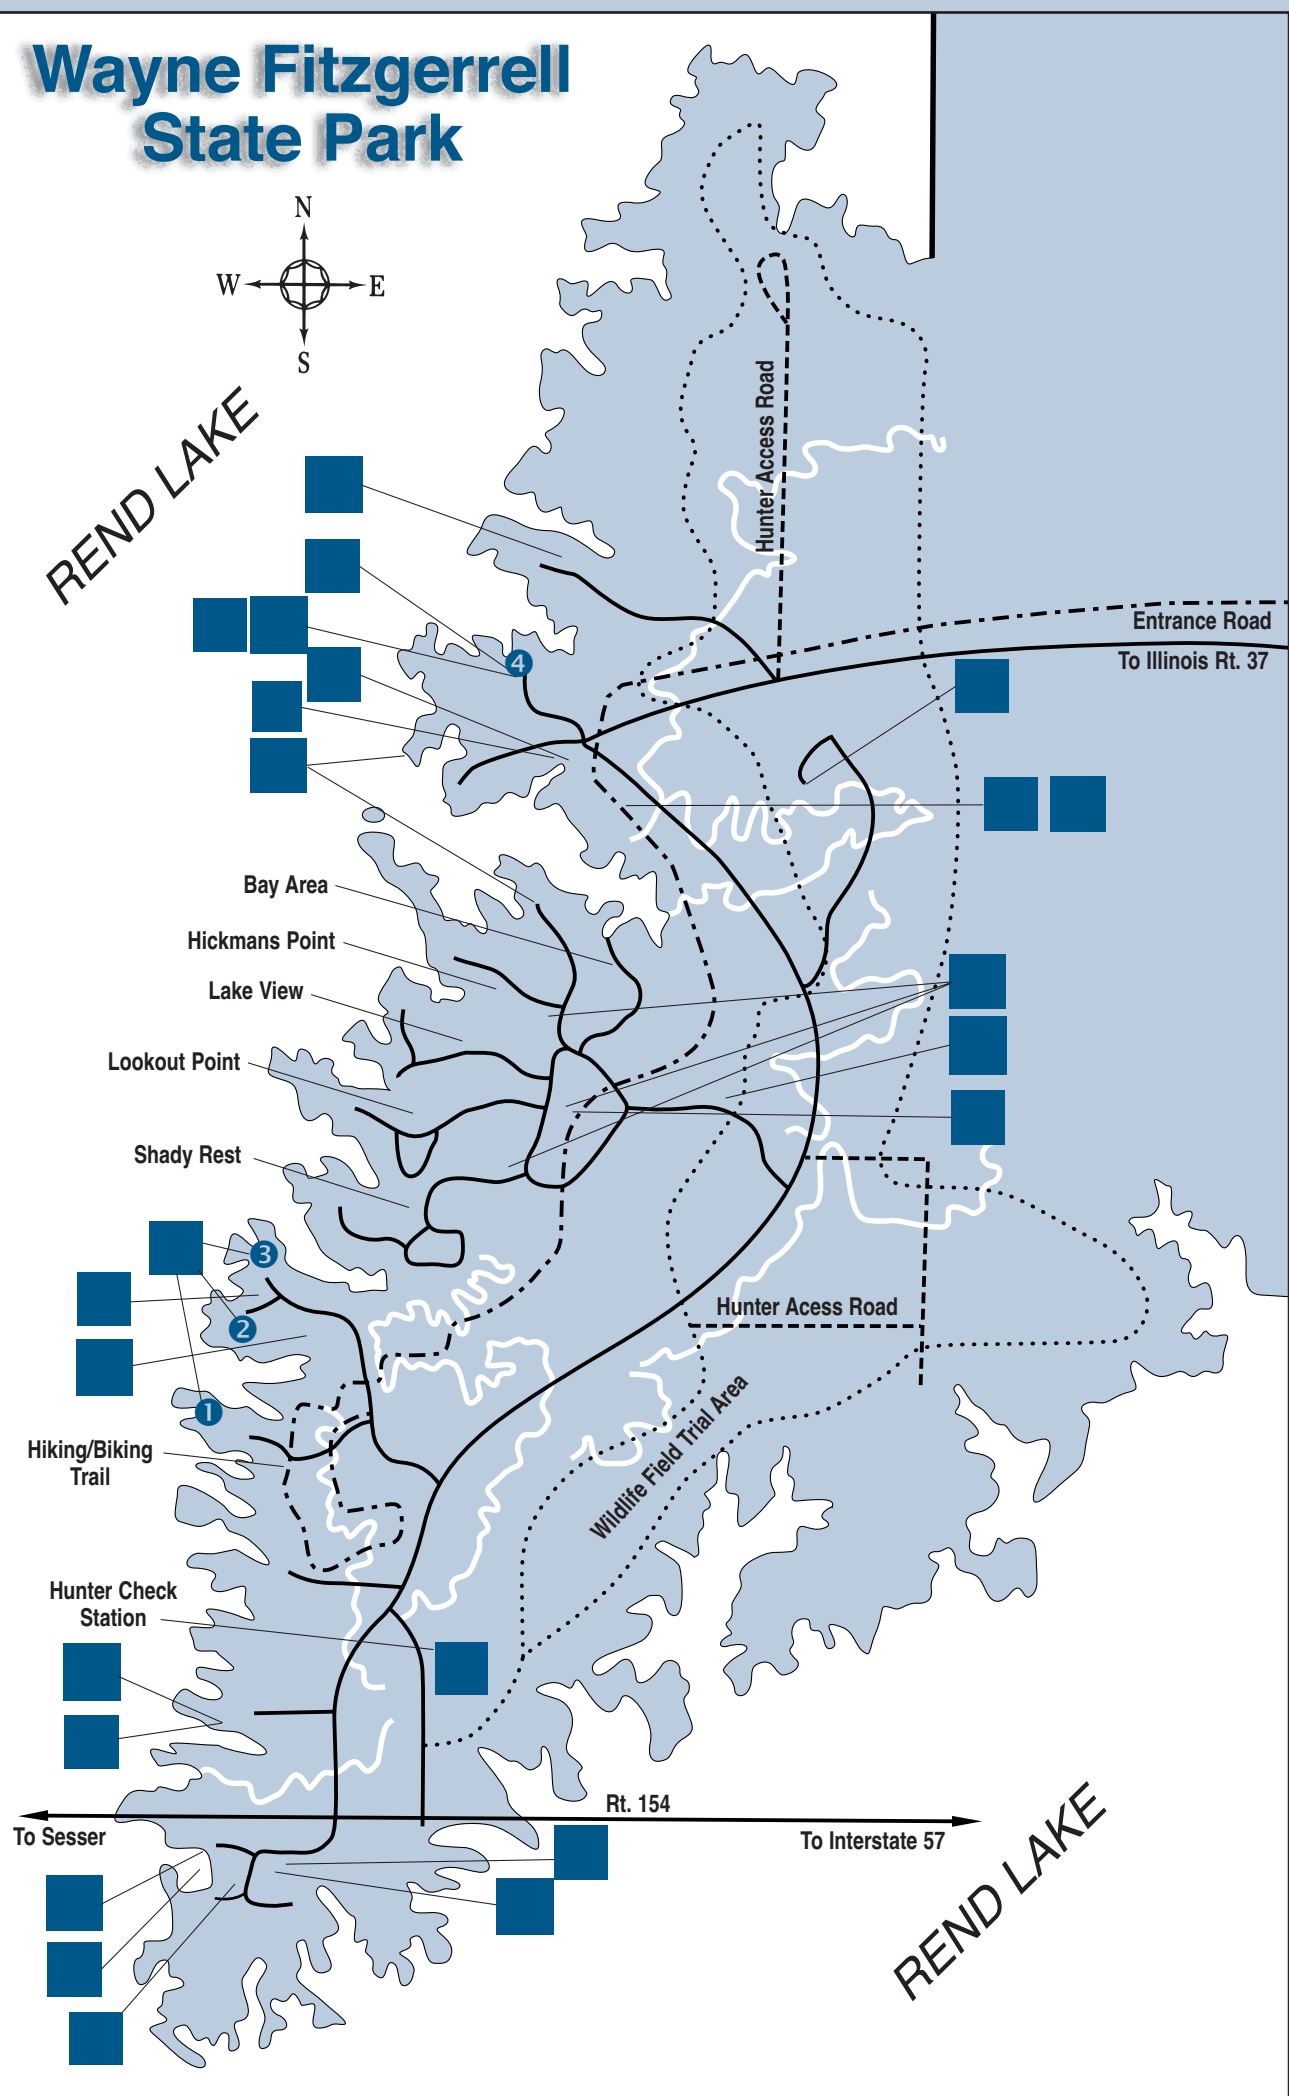 Wayne Fitzgerrell
State Park
N
W
E
S
REND LAKE
Hunter Access Road
Entrance Road
To Illinois Rt. 37
4
Bay Area
Hickmans Point
Lake View
Lookout Point
Shady Rest
3
2
1
Hunter Acess Road
Wildlife Field Trial Area
Hiking/Biking
Trail
Hunter Check
Station
Rt. 154
To Sesser
To Interstate 57
REND LAKE